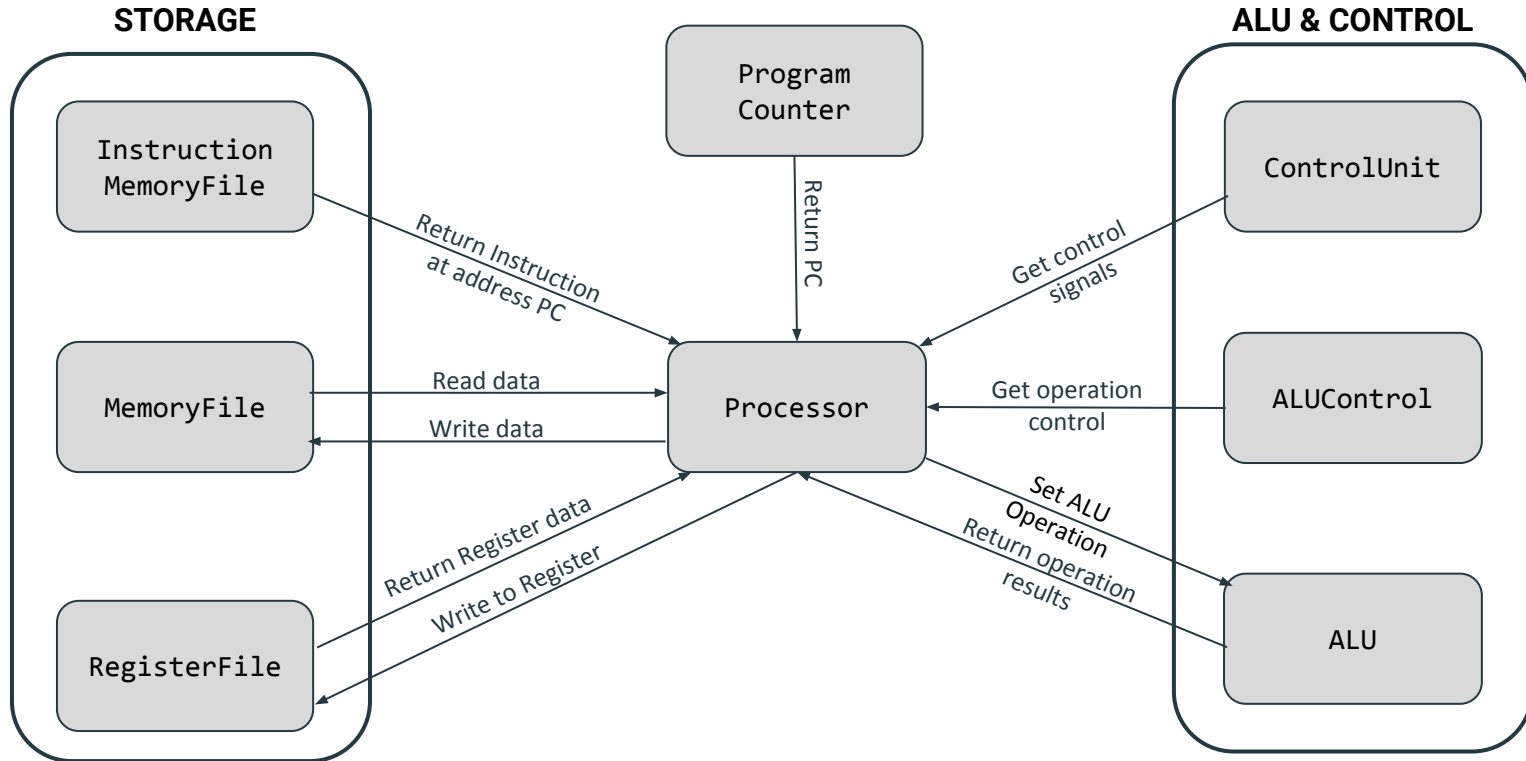 STORAGE
ALU & CONTROL
Program
Counter
Instruction
MemoryFile
ControlUnit
Return PC
Return Instruction
at address PC
Get control
signals
MemoryFile
Read data
Write data
Processor
Get operation
control
ALUControl
Return Register data
Write to Register
Set ALU
Operation
Return operation
results
RegisterFile
ALU